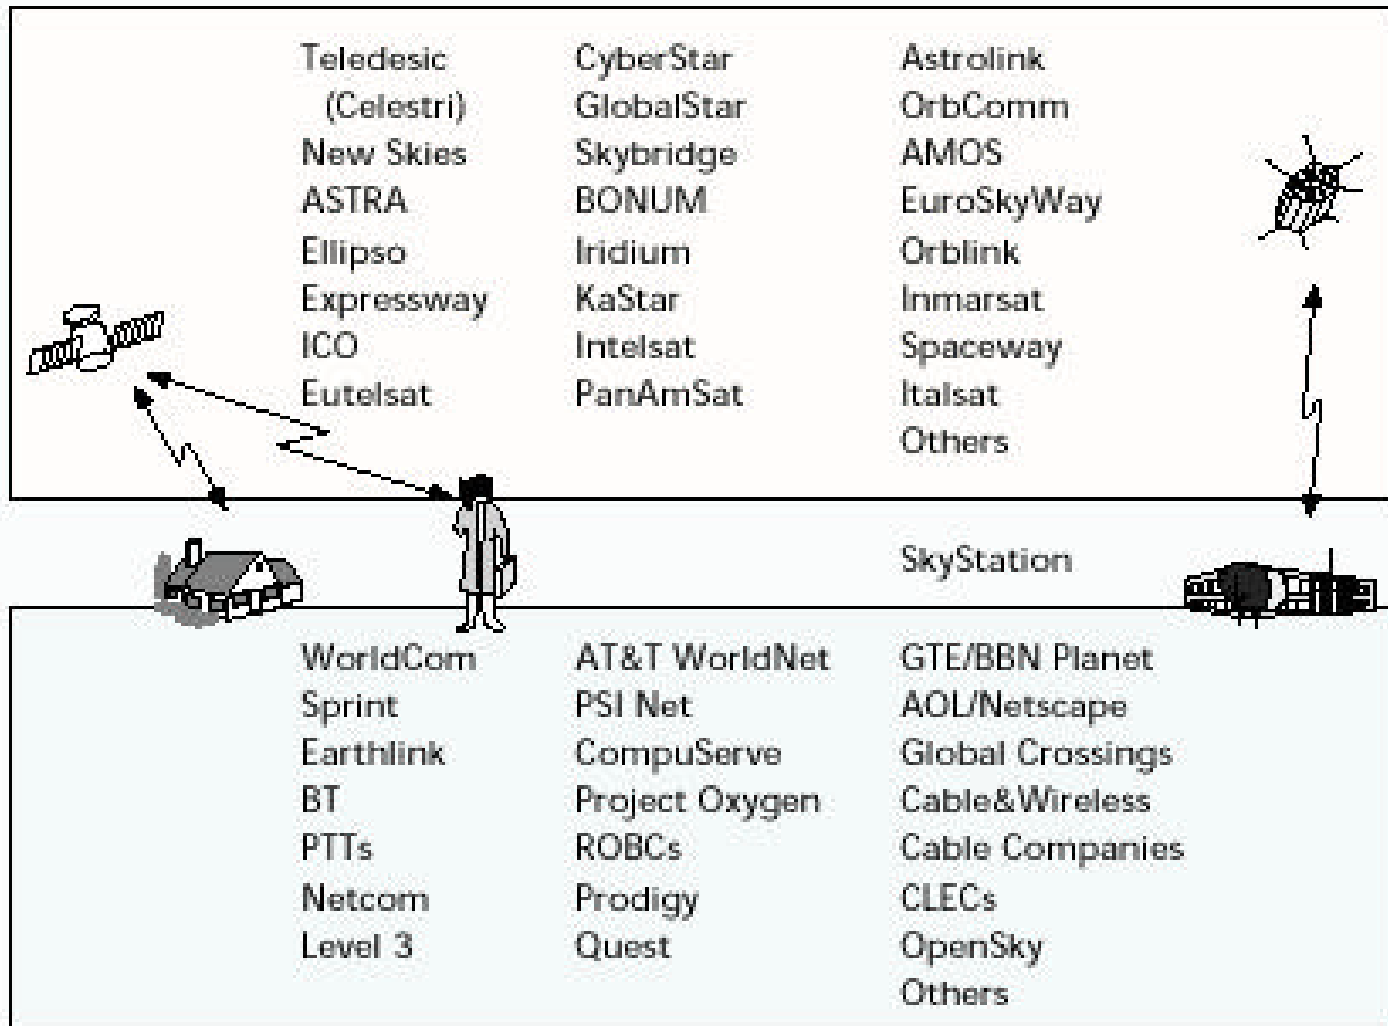 Teledesic
(Celestri)
New Skies
ASTRA
Ellipso
Expressway
ICO
Eutelsat
CyberStar
GlobalStar
Skybridge
BONUM
Iridium
KaStar
Intelsat
PanAmSat
Astrolink
OrbComm
AMOS
EuroSkyWay
Orblink
Inmarsat
Spaceway
Italsat
Others
SkyStation
WorldCom
Sprint
Earthlink
BT
PTTs
Netcom
Level 3
AT&T WorldNet
PSI Net
CompuServe
Project Oxygen
ROBCs
Prodigy
Quest
GTE/BBN Planet
AOL/Netscape
Global Crossings
Cable&Wireless
Cable Companies
CLECs
OpenSky
Others